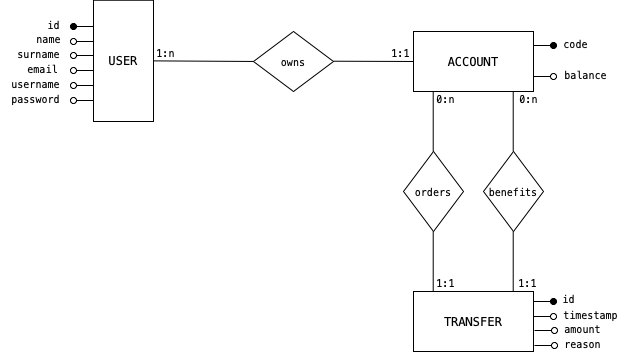 id
name
surname
email
username
password
USER
1:n
owns
1:1
ACCOUNT
code
balance
0:n
0:n
orders
benefits
1:1
1:1
TRANSFER
id
timestamp
amount
reason